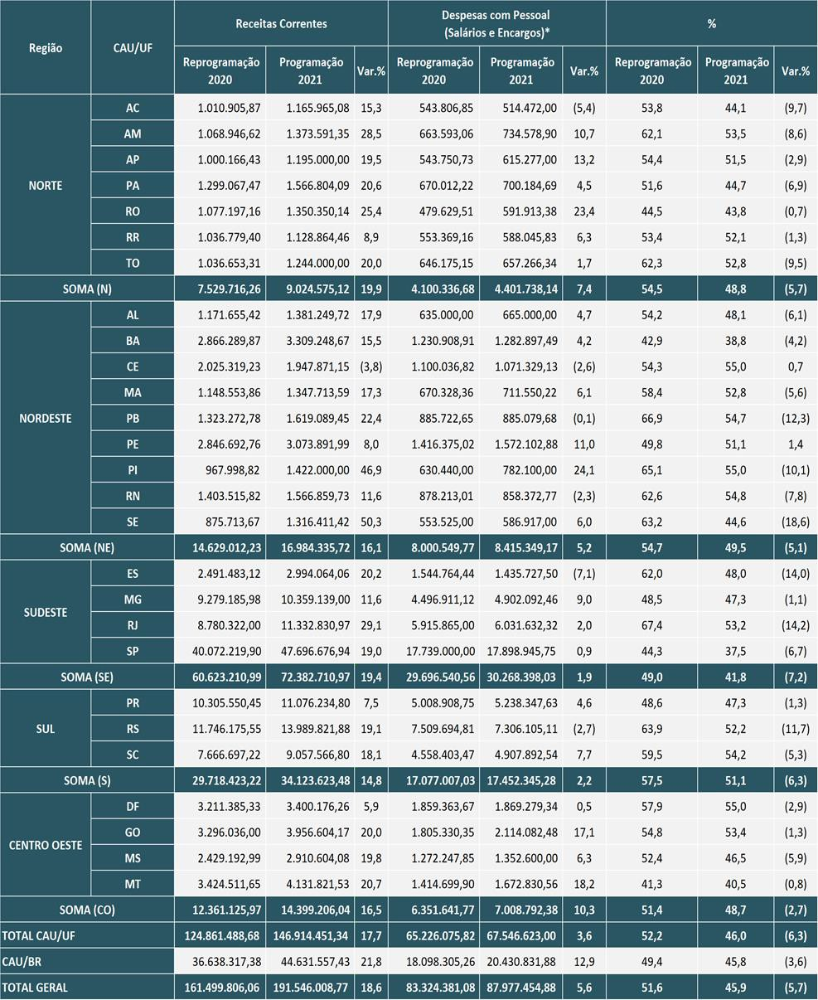 Região CAU/UF Receitas Correntes Despesas com Pessoal (Salários e Encargos)* %
Reprogramação 2020 Programação 2021 Var.% Reprogramação 2020 Programação 2021 Var.% Reprogramação 2020 Programação 2021 Var.%
NORTE
AC 1.010.905,87 1.165.965,08 15,3 543.806,85 514.472,00 (5,4) 53,8 44,1 (9,7)
AM 1.068.946,62 1.373.591,35 28,5 663.593,06 734.578,90 10,7 62,1 53,5 (8,6)
AP 1.000.166,43 1.195.000,00 19,5 543.750,73 615.277,00 13,2 54,4 51,5 (2,9)
PA 1.299.067,47 1.566.804,09 20,6 670.012,22 700.184,69 4,5 51,6 44,7 (6,9)
RO 1.077.197,16 1.350.350,14 25,4 479.629,51 591.913,38 23,4 44,5 43,8 (0,7)
RR 1.036.779,40 1.128.864,46 8,9 553.369,16 588.045,83 6,3 53,4 52,1 (1,3)
TO 1.036.653,31 1.244.000,00 20,0 646.175,15 657.266,34 1,7 62,3 52,8 (9,5)
SOMA (N) 7.529.716,26 9.024.575,12 19,9 4.100.336,68 4.401.738,14 7,4 54,5 48,8 (5,7)
NORDESTE
AL 1.171.655,42 1.381.249,72 17,9 635.000,00 665.000,00 4,7 54,2 48,1 (6,1)
BA 2.866.289,87 3.309.248,67 15,5 1.230.908,91 1.282.897,49 4,2 42,9 38,8 (4,2)
CE 2.025.319,23 1.947.871,15 (3,8) 1.100.036,82 1.071.329,13 (2,6) 54,3 55,0 0,7
MA 1.148.553,86 1.347.713,59 17,3 670.328,36 711.550,22 6,1 58,4 52,8 (5,6)
PB 1.323.272,78 1.619.089,45 22,4 885.722,65 885.079,68 (0,1) 66,9 54,7 (12,3)
PE 2.846.692,76 3.073.891,99 8,0 1.416.375,02 1.572.102,88 11,0 49,8 51,1 1,4
PI 967.998,82 1.422.000,00 46,9 630.440,00 782.100,00 24,1 65,1 55,0 (10,1)
RN 1.403.515,82 1.566.859,73 11,6 878.213,01 858.372,77 (2,3) 62,6 54,8 (7,8)
SE 875.713,67 1.316.411,42 50,3 553.525,00 586.917,00 6,0 63,2 44,6 (18,6)
SOMA (NE) 14.629.012,23 16.984.335,72 16,1 8.000.549,77 8.415.349,17 5,2 54,7 49,5 (5,1)
SUDESTE
ES 2.491.483,12 2.994.064,06 20,2 1.544.764,44 1.435.727,50 (7,1) 62,0 48,0 (14,0)
MG 9.279.185,98 10.359.139,00 11,6 4.496.911,12 4.902.092,46 9,0 48,5 47,3 (1,1)
RJ 8.780.322,00 11.332.830,97 29,1 5.915.865,00 6.031.632,32 2,0 67,4 53,2 (14,2)
SP 40.072.219,90 47.696.676,94 19,0 17.739.000,00 17.898.945,75 0,9 44,3 37,5 (6,7)
SOMA (SE) 60.623.210,99 72.382.710,97 19,4 29.696.540,56 30.268.398,03 1,9 49,0 41,8 (7,2)
SUL
PR 10.305.550,45 11.076.234,80 7,5 5.008.908,75 5.238.347,63 4,6 48,6 47,3 (1,3)
RS 11.746.175,55 13.989.821,88 19,1 7.509.694,81 7.306.105,11 (2,7) 63,9 52,2 (11,7)
SC 7.666.697,22 9.057.566,80 18,1 4.558.403,47 4.907.892,54 7,7 59,5 54,2 (5,3)
SOMA (S) 29.718.423,22 34.123.623,48 14,8 17.077.007,03 17.452.345,28 2,2 57,5 51,1 (6,3)
CENTRO OESTE
DF 3.211.385,33 3.400.176,26 5,9 1.859.363,67 1.869.279,34 0,5 57,9 55,0 (2,9)
GO 3.296.036,00 3.956.604,17 20,0 1.805.330,35 2.114.082,48 17,1 54,8 53,4 (1,3)
MS 2.429.192,99 2.910.604,08 19,8 1.272.247,85 1.352.600,00 6,3 52,4 46,5 (5,9)
MT 3.424.511,65 4.131.821,53 20,7 1.414.699,90 1.672.830,56 18,2 41,3 40,5 (0,8)
SOMA (CO) 12.361.125,97 14.399.206,04 16,5 6.351.641,77 7.008.792,38 10,3 51,4 48,7 (2,7)
TOTAL CAU/UF 124.861.488,68 146.914.451,34 17,7 65.226.075,82 67.546.623,00 3,6 52,2 46,0 (6,3)
CAU/BR 36.638.317,38 44.631.557,43 21,8 18.098.305,26 20.430.831,88 12,9 49,4 45,8 (3,6)
TOTAL GERAL 161.499.806,06 191.546.008,77 18,6 83.324.381,08 87.977.454,88 5,6 51,6 45,9 (5,7)